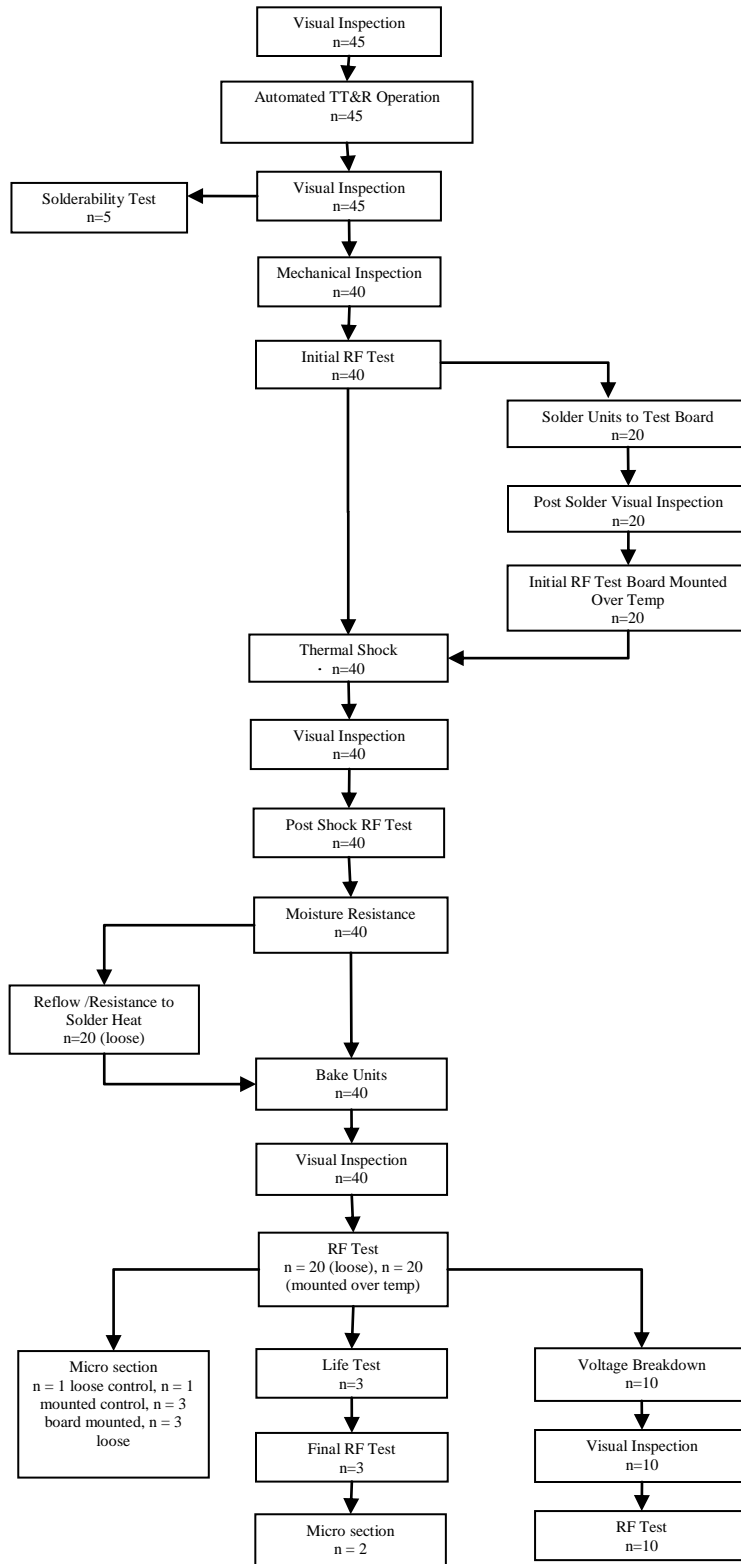 Visual Inspection
n=45
Automated TT&R Operation
n=45
Visual Inspection
n=45
Solderability Test
n=5
Mechanical Inspection
n=40
Initial RF Test
n=40
Solder Units to Test Board
n=20
Post Solder Visual Inspection
n=20
Initial RF Test Board Mounted
Over Temp
n=20
Thermal Shock
· n=40
Visual Inspection
n=40
Post Shock RF Test
n=40
Moisture Resistance
n=40
Reflow /Resistance to
Solder Heat
n=20 (loose)
Bake Units
n=40
Visual Inspection
n=40
RF Test
n = 20 (loose), n = 20
(mounted over temp)
Micro section
n = 1 loose control, n = 1
mounted control, n = 3
board mounted, n = 3
loose
Life Test
n=3
Final RF Test
n=3
Micro section
n = 2
Voltage Breakdown
n=10
Visual Inspection
n=10
RF Test
n=10